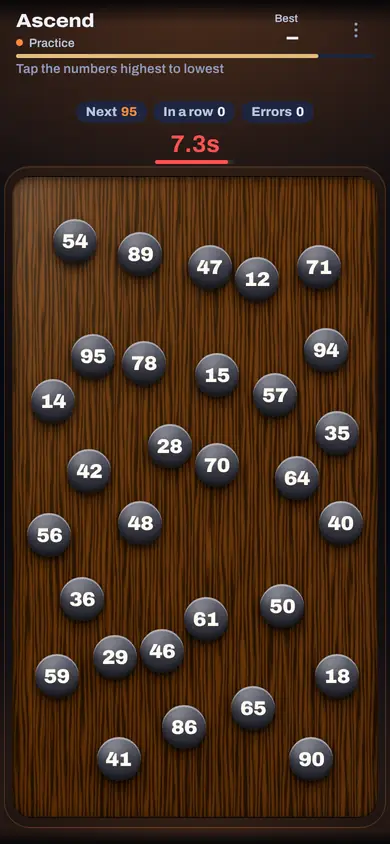 Ascend
Best
Practice
–
Tap the numbers highest to lowest
Next 95 In a row 0 Errors 0
7.3s
54 89 47 12 71
95 78 15 94
14 57
28 35
42 70 64
56 48 40
36 61 50
29 46
59 18
86 65
41 90